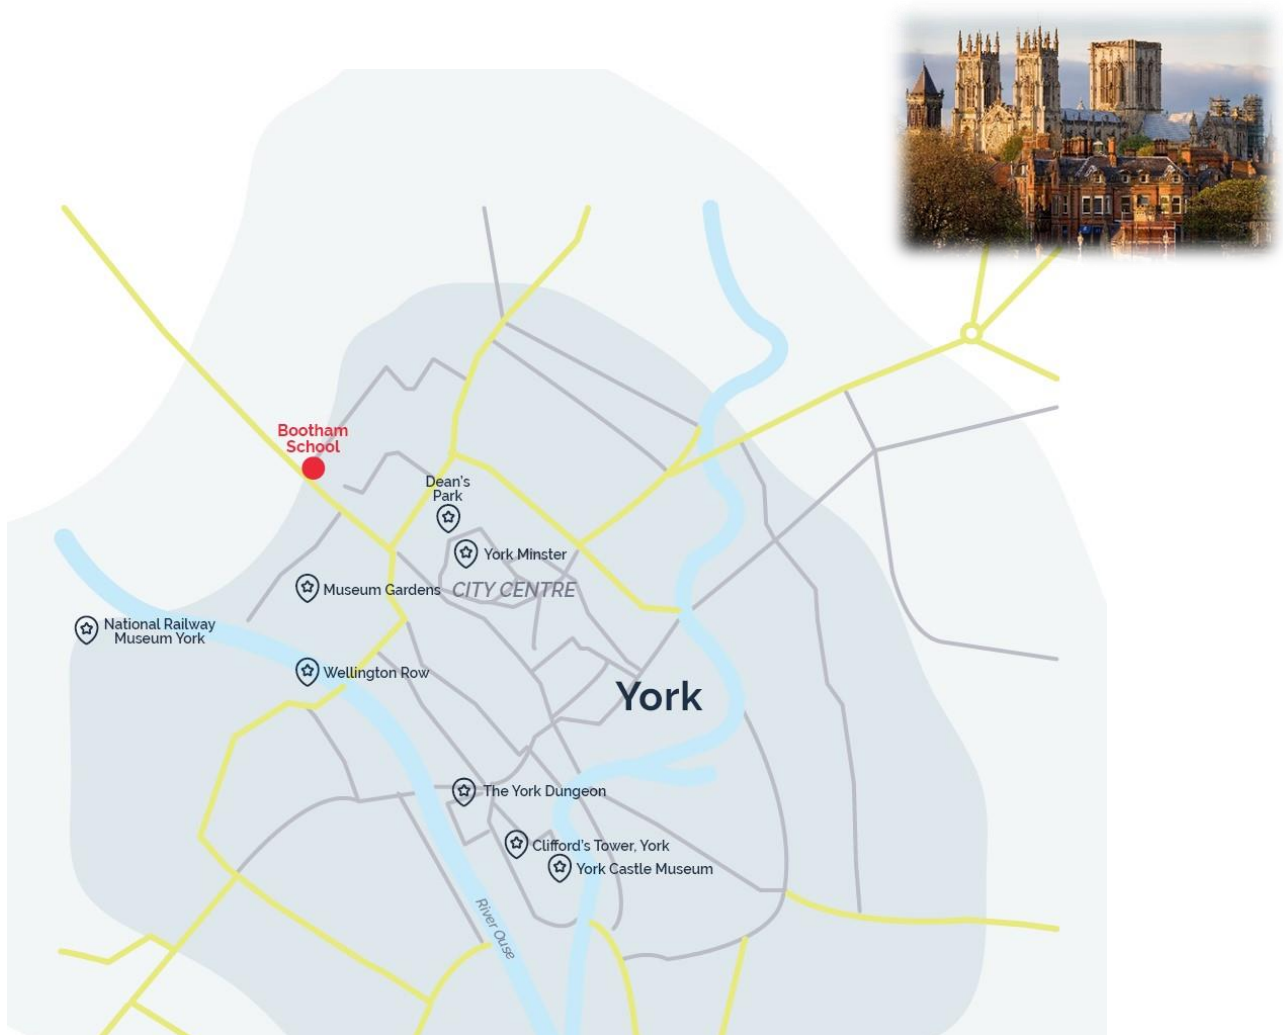 Bootham
School
Dean's
Park
York Minster
Museum Gardens
CITY CENTRE
National Railway
Museum York
Wellington Row
York
The York Dungeon
Clifford's Tower, York
York Castle Museum
River Ouse